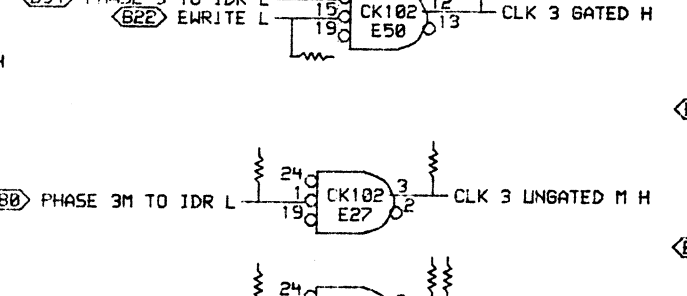 PHASE 3 TO IDR L
B22 EWRITE L 15 CK102 12 CLK 3 GATED H
19 E50 13
24
80 PHASE 3M TO IDR L 1 CK102 3 CLK 3 UNGATED M H
19 E27 2
24